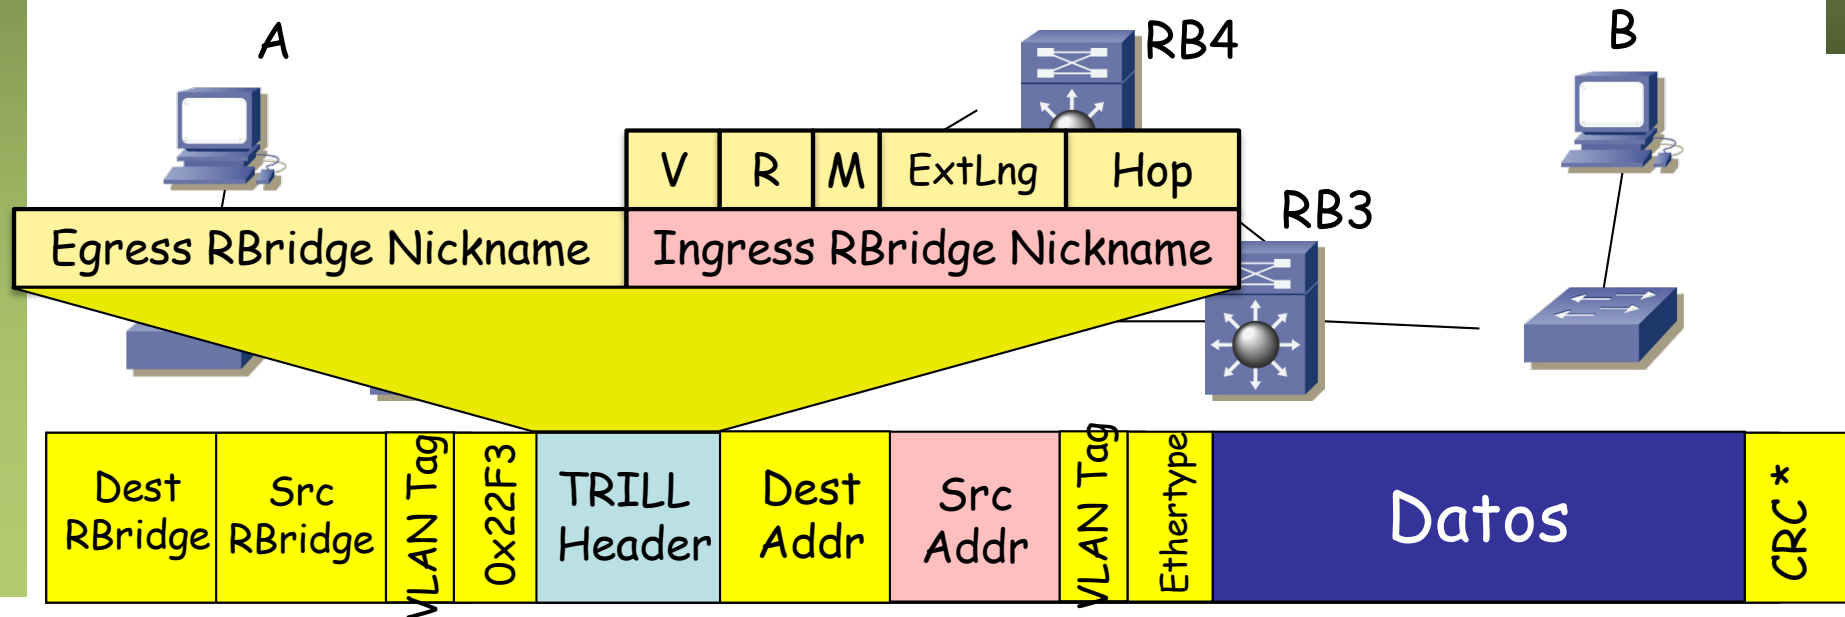 A
RB4
B
V R M ExtLng Hop
RB3
Egress RBridge Nickname Ingress RBridge Nickname
Dest RBridge
Src RBridge
VLAN Tag
0x22F3
TRILL Header
Dest Addr
Src Addr
VLAN Tag
Ethertype
Datos
CRC *